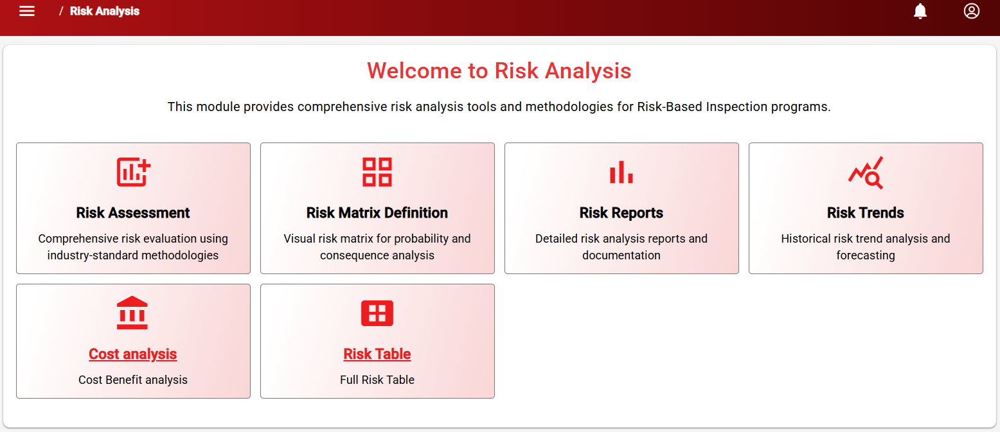 / Risk Analysis
Welcome to Risk Analysis
This module provides comprehensive risk analysis tools and methodologies for Risk-Based Inspection programs.
Risk Assessment
Comprehensive risk evaluation using
industry-standard methodologies
Risk Matrix Definition
Visual risk matrix for probability and
consequence analysis
Risk Reports
Detailed risk analysis reports and
documentation
Risk Trends
Historical risk trend analysis and
forecasting
Cost analysis
Cost Benefit analysis
Risk Table
Full Risk Table